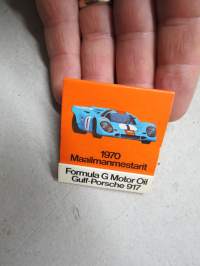 1970
Maailmanmestarit
Formula G Motor Oil
Gulf-Porsche 917